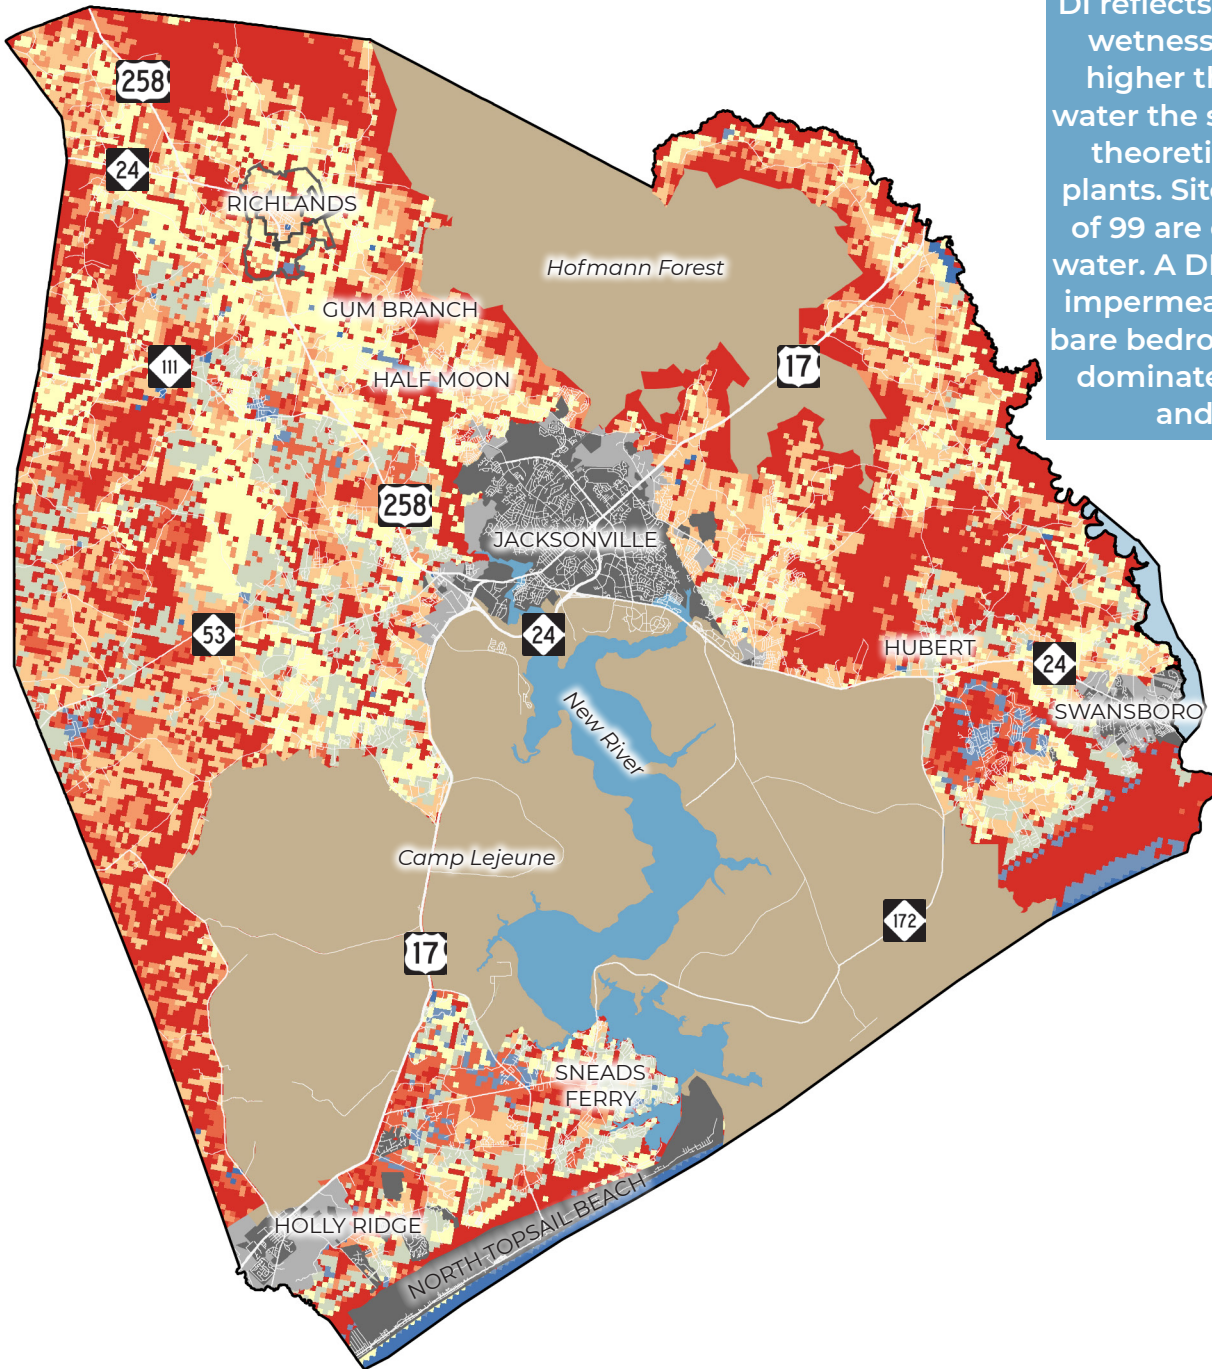 DI reflects
wetness
higher th
water the s
theoreti
plants. Sit
of 99 are
water. A D
impermea
bare bedro
dominate
and
258
24
RICHLANDS
Hofmann Forest
GUM BRANCH
111
HALF MOON
17
258
JACKSONVILLE
53
24
HUBERT
24
SWANSBORO
New River
Camp Lejeune
172
17
SNEADS
FERRY
HOLLY RIDGE
NORTH TOPSAIL BEACH